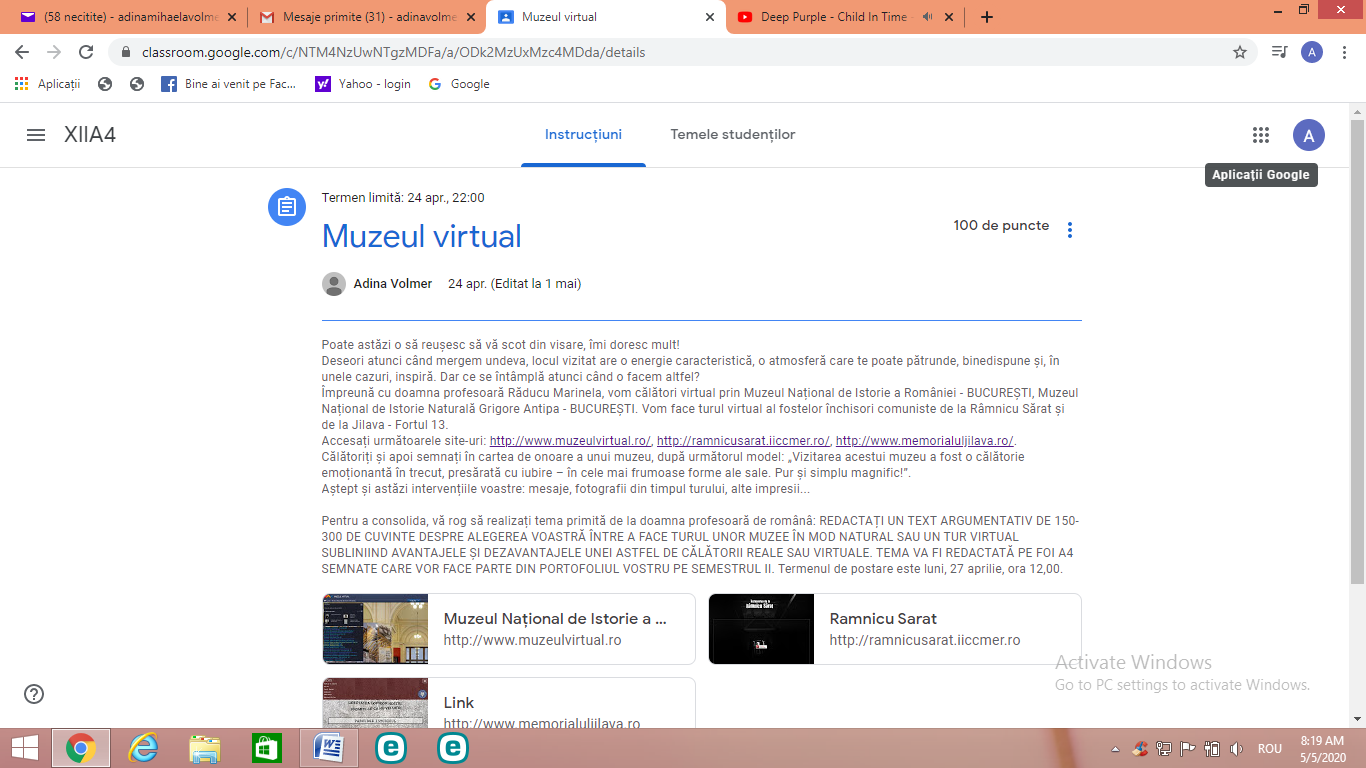 (58 necitite) - adinamihaelavolme
Mesaje primite (31) - adinavolme
Muzeul virtual
Deep Purple - Child In Time
classroom.google.com/c/NTM4NzUwNTgzMDFa/a/ODk2MzUxMzc4MDda/details
A
Aplicații
Bine ai venit pe Fac...
Yahoo - login
Google
XIIA4
Instrucțiuni
Temele studenților
A
Aplicații Google
Termen limită: 24 apr., 22:00
Muzeul virtual
100 de puncte
Adina Volmer 24 apr. (Editat la 1 mai)
Poate astăzi o să reușesc să vă scot din visare, îmi doresc mult!
Deseori atunci când mergem undeva, locul vizitat are o energie caracteristică, o atmosferă care te poate pătrunde, binedispune și, în
unele cazuri, inspiră. Dar ce se întâmplă atunci când o facem altfel?
Împreună cu doamna profesoară Răducu Marinela, vom călători virtual prin Muzeul Național de Istorie a României - BUCUREȘTI, Muzeul
Național de Istorie Naturală Grigore Antipa - BUCUREȘTI. Vom face turul virtual al fostelor închisori comuniste de la Râmnicu Sărat și
de la Jilava - Fortul 13.
Accesați următoarele site-uri: http://www.muzeulvirtual.ro/, http://ramnicusarat.iiccmer.ro/, http://www.memorialuljilava.ro/.
Călătoriți și apoi semnați în cartea de onoare a unui muzeu, după următorul model: „Vizitarea acestui muzeu a fost o călătorie
emoționantă în trecut, presărată cu iubire – în cele mai frumoase forme ale sale. Pur și simplu magnific!”.
Aștept și astăzi intervențiile voastre: mesaje, fotografii din timpul turului, alte impresii...
Pentru a consolida, vă rog să realizați tema primită de la doamna profesoară de română: REDACTAȚI UN TEXT ARGUMENTATIV DE 150-
300 DE CUVINTE DESPRE ALEGEREA VOASTRĂ ÎNTRE A FACE TURUL UNOR MUZEE ÎN MOD NATURAL SAU UN TUR VIRTUAL
SUBLINIIND AVANTAJELE ȘI DEZAVANTAJELE UNEI ASTFEL DE CĂLĂTORII REALE SAU VIRTUALE. TEMA VA FI REDACTATĂ PE FOI A4
SEMNATE CARE VOR FACE PARTE DIN PORTOFOLIUL VOSTRU PE SEMESTRUL II. Termenul de postare este luni, 27 aprilie, ora 12,00.
Muzeul Național de Istorie a ...
http://www.muzeulvirtual.ro
Râmnicu Sărat
Ramnicu Sarat
http://ramnicusarat.iiccmer.ro
Link
http://www.memorialuljilava.ro
Activate Windows
Go to PC settings to activate Windows.
ROU
8:19 AM
5/5/2020